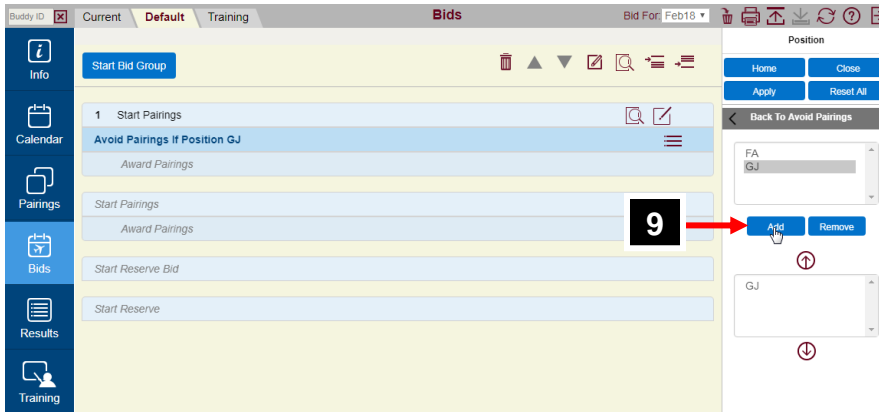 Buddy ID
Current Default Training
Bids
Bid For: Feb18
Info
Calendar
Pairings
Bids
Results
Training
Start Bid Group
1 Start Pairings
Avoid Pairings If Position GJ
Award Pairings
Start Pairings
Award Pairings
Start Reserve Bid
Start Reserve
9
Position
Home Close
Apply Reset All
Back To Avoid Pairings
FA
GJ
Add Remove
GJ